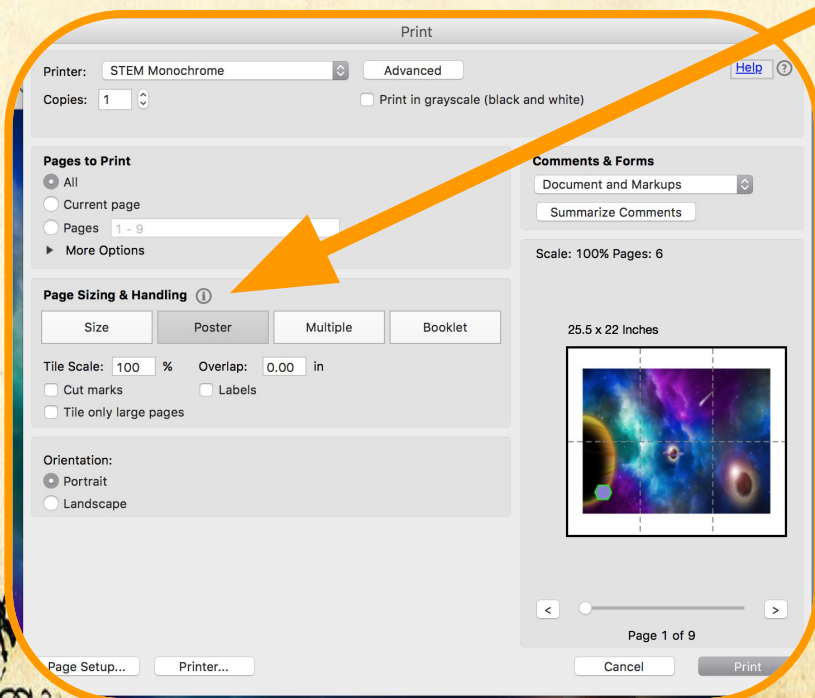 Print
Printer: STEM Monochrome Advanced Help ?
Copies: 1 Print in grayscale (black and white)
Pages to Print
All
Current page
Pages 1 - 9
More Options
Comments & Forms
Document and Markups
Summarize Comments
Page Sizing & Handling i
Size Poster Multiple Booklet
Tile Scale: 100 % Overlap: 0.00 in
Cut marks Labels
Tile only large pages
Orientation:
Portrait
Landscape
Scale: 100% Pages: 6
25.5 x 22 Inches
< >
Page 1 of 9
Page Setup... Printer... Cancel Print